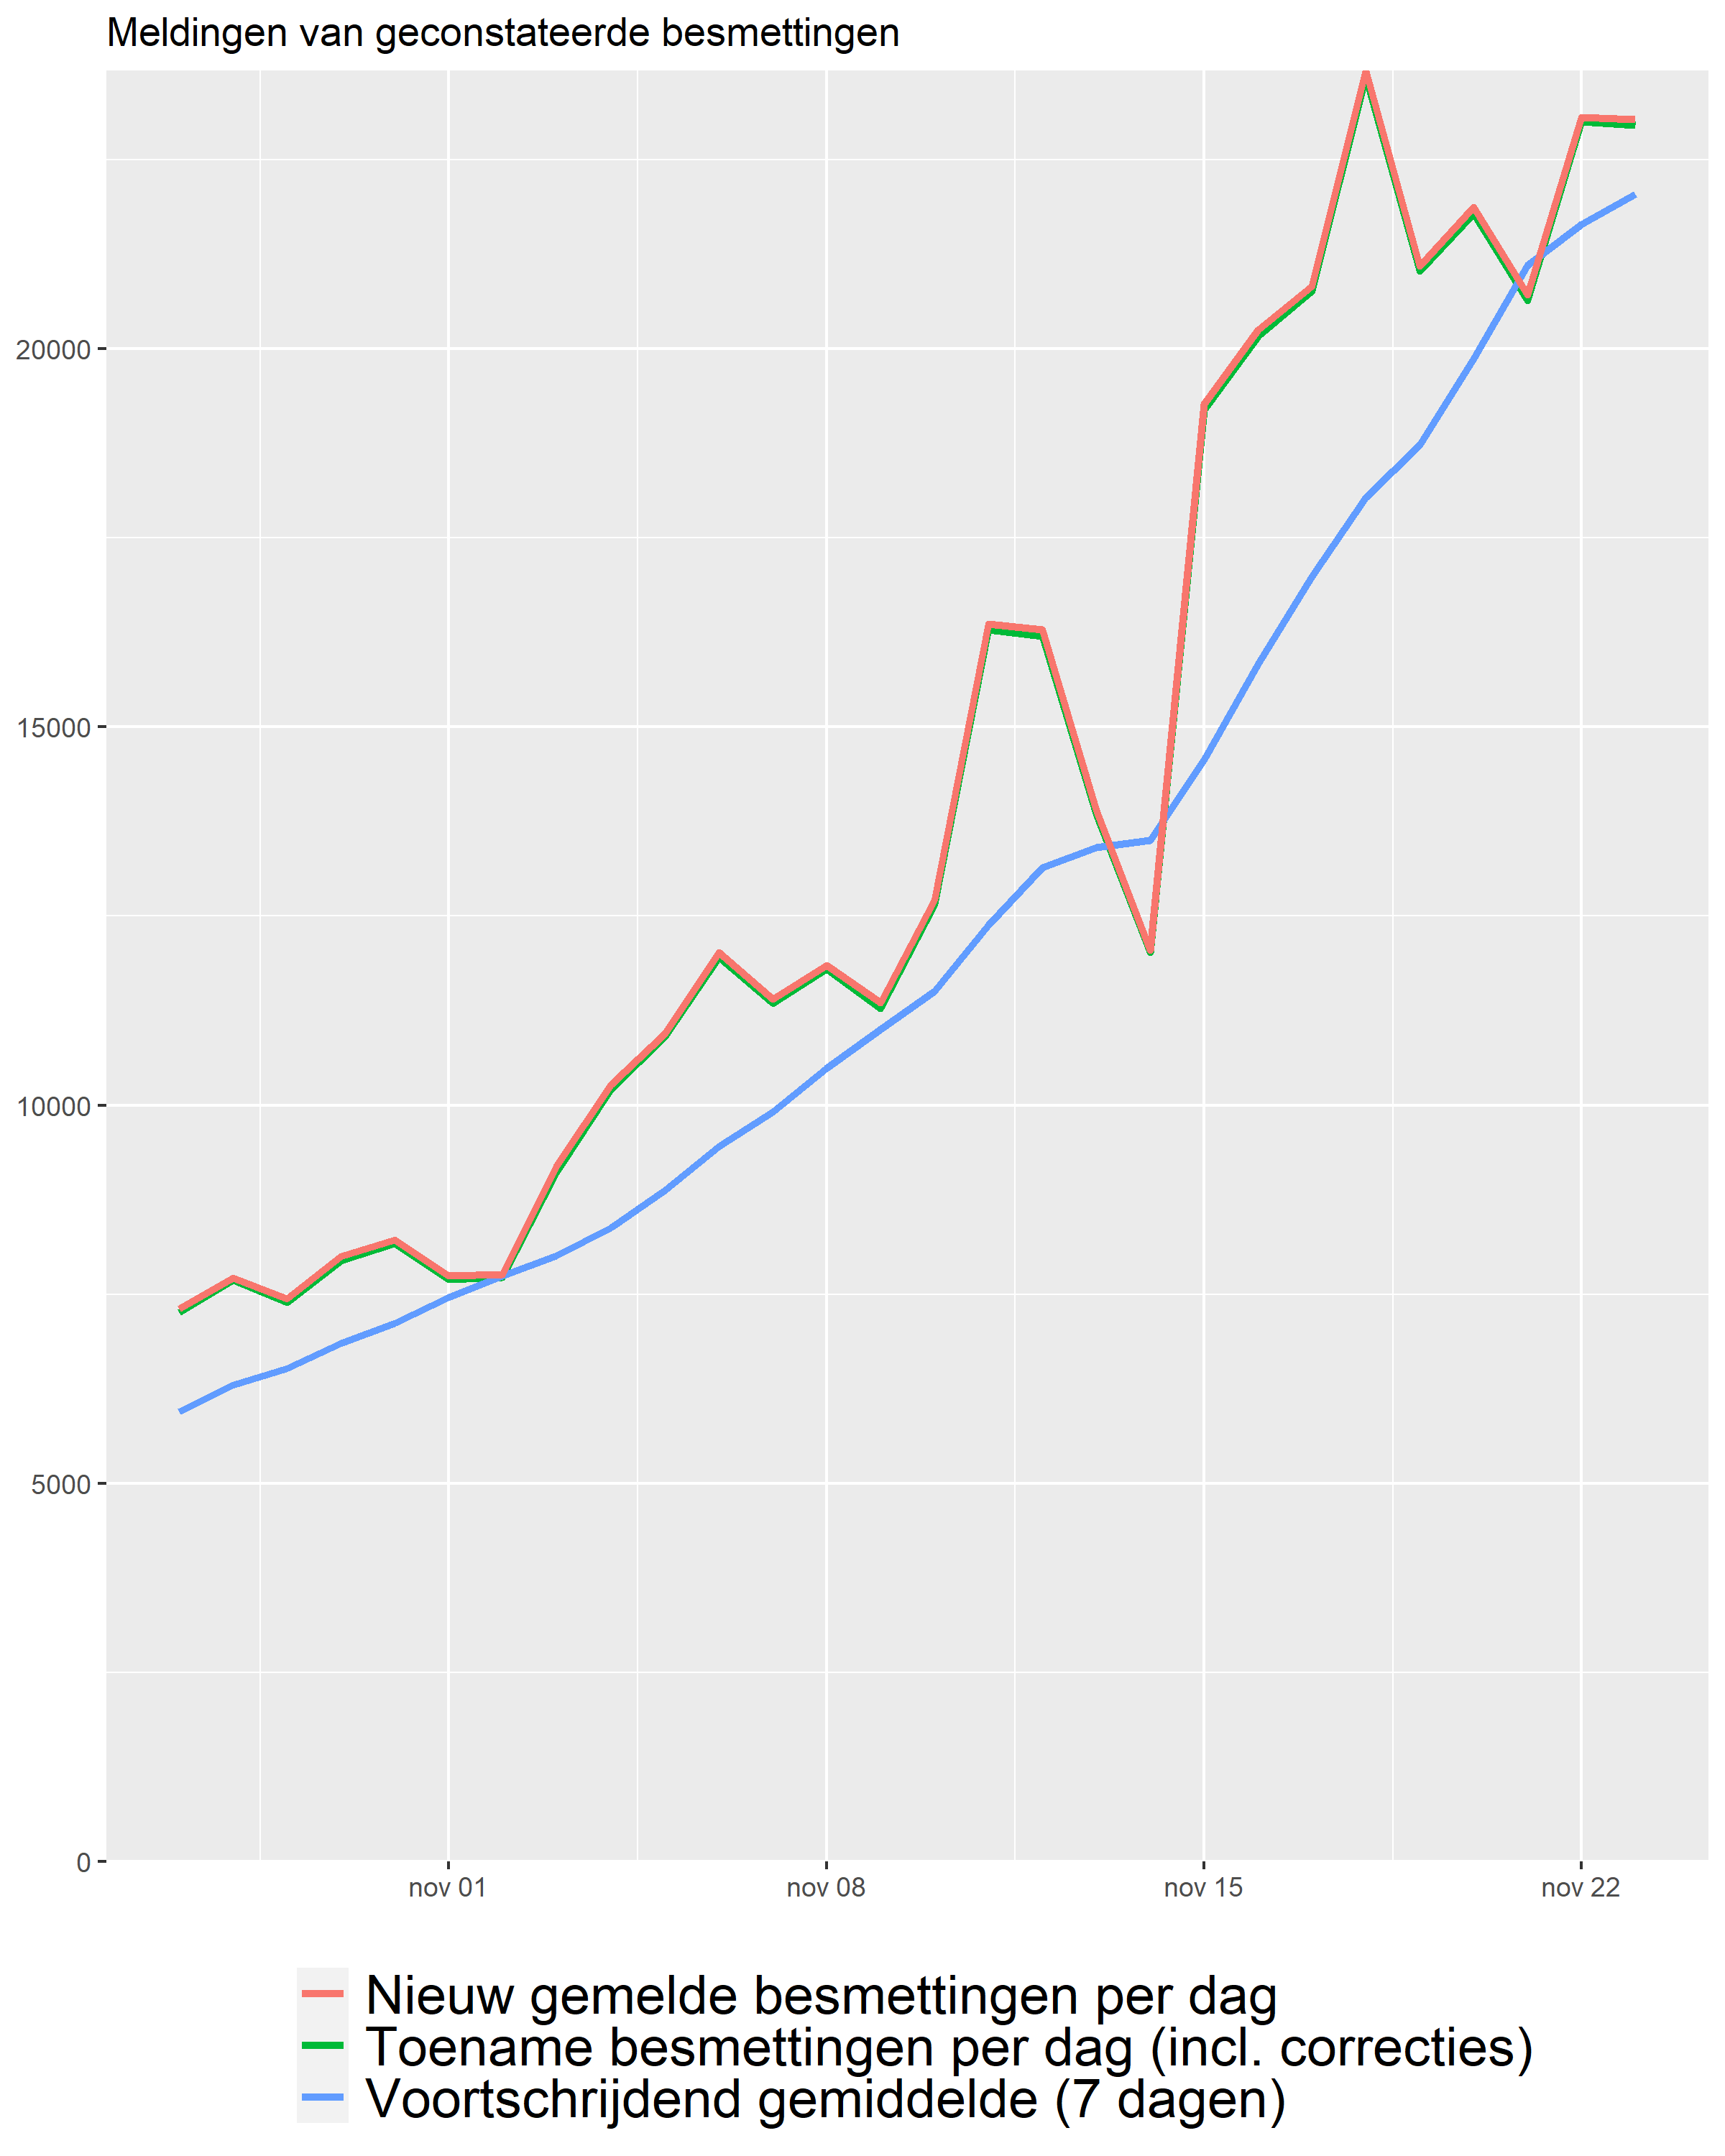 Meldingen van geconstateerde besmettingen
20000
15000
10000
5000
0
nov 01 nov 08 nov 15 nov 22
Nieuw gemelde besmettingen per dag
Toename besmettingen per dag (incl. correcties)
Voortschrijdend gemiddelde (7 dagen)